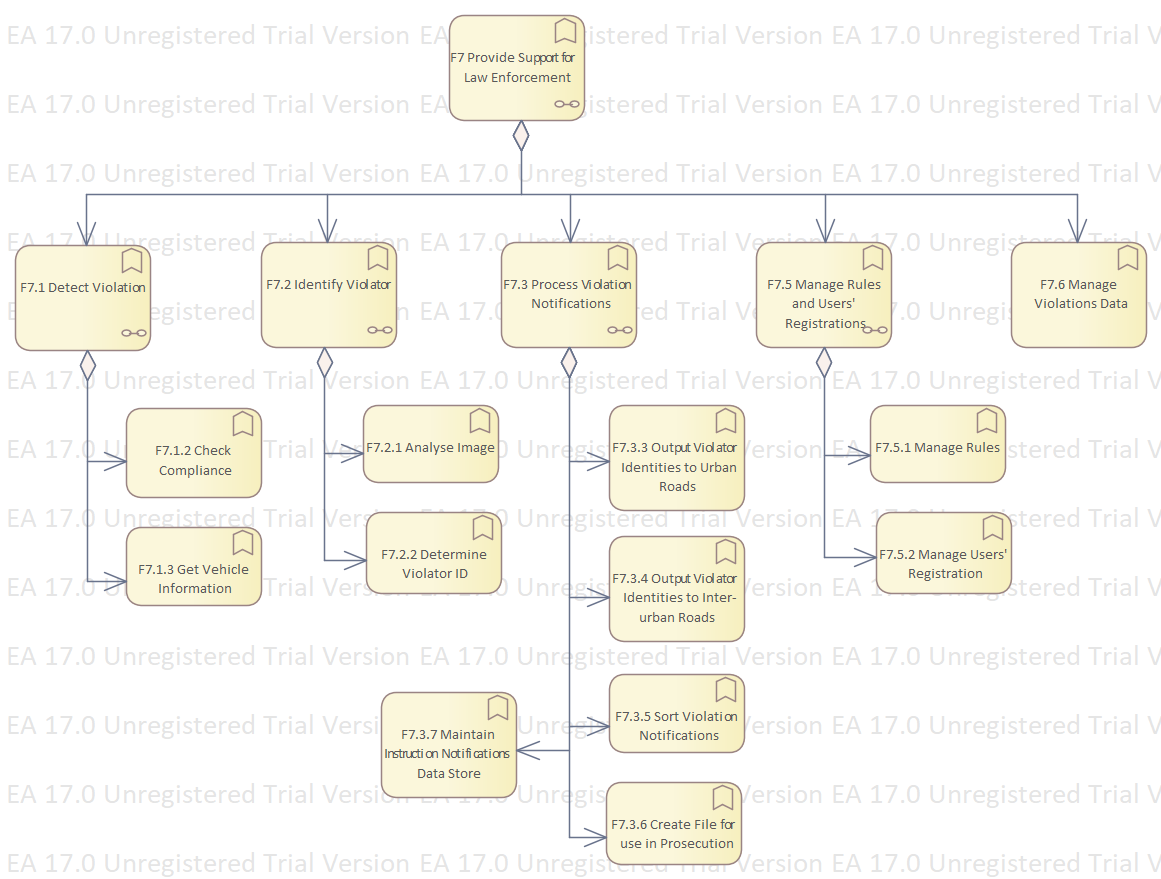 EA 17.0 Unregistered Trial Version EA 17.0 Unregistered Trial Version EA 17.0 Unregistered Trial V
F7 Provide Support for
Law Enforcement
F7.1 Detect Violation
F7.2 Identify Violator
F7.3 Process Violation
Notifications
F7.5 Manage Rules
and Users'
Registrations
F7.6 Manage
Violations Data
F7.1.2 Check
Compliance
F7.1.3 Get Vehicle
Information
F7.2.1 Analyse Image
F7.2.2 Determine
Violator ID
F7.3.3 Output Violator
Identities to Urban
Roads
F7.3.4 Output Violator
Identities to Inter-
urban Roads
F7.3.5 Sort Violation
Notifications
F7.3.7 Maintain
Instruction Notifications
Data Store
F7.3.6 Create File for
use in Prosecution
F7.5.1 Manage Rules
F7.5.2 Manage Users'
Registration